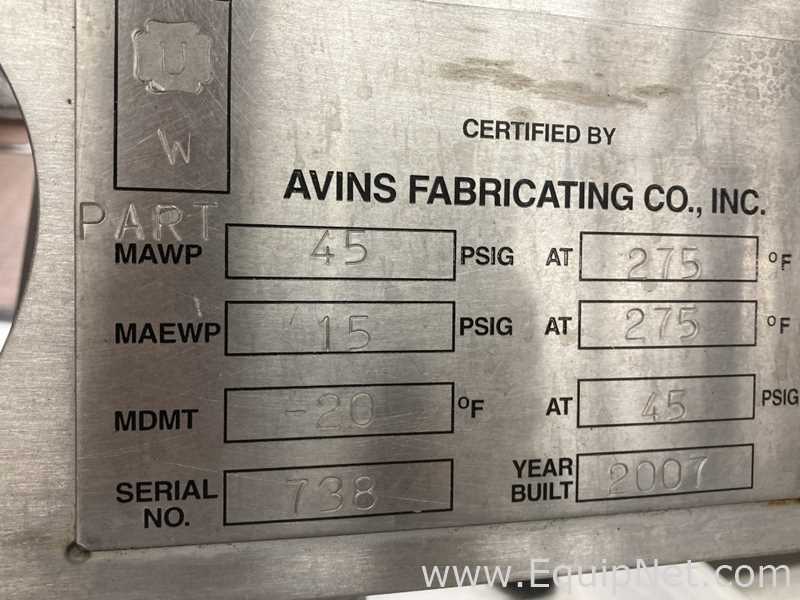 U
W
CERTIFIED BY
AVINS FABRICATING CO., INC.
PART
MAWP 45 PSIG AT 275 °F
MAEWP 15 PSIG AT 275 °F
MDMT -20 °F AT 45 PSIG
SERIAL NO. 738 YEAR BUILT 2007
www.EquipNet.com